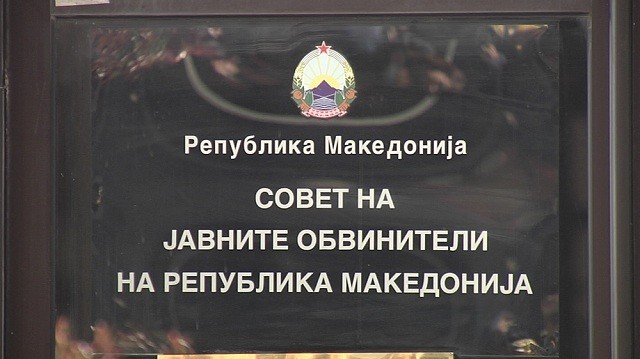 Република Македонија
СОВЕТ НА
ЈАВНИТЕ ОБВИНИТЕЛИ
НА РЕПУБЛИКА МАКЕДОНИЈА